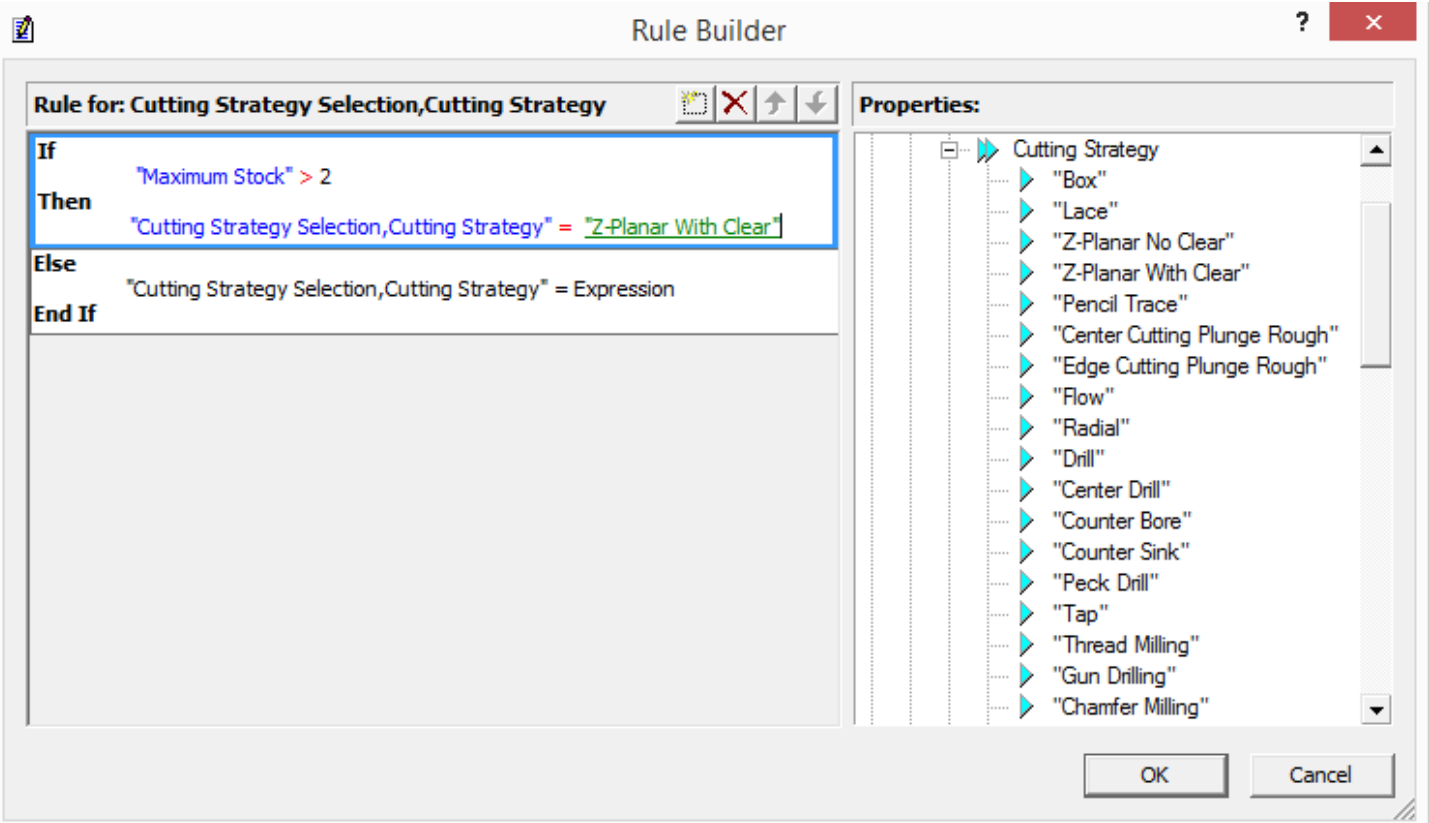 Rule Builder
?
Rule for: Cutting Strategy Selection,Cutting Strategy
Properties:
If
"Maximum Stock" > 2
Then
"Cutting Strategy Selection,Cutting Strategy" = "Z-Planar With Clear"
Else
"Cutting Strategy Selection,Cutting Strategy" = Expression
End If
Cutting Strategy
"Box"
"Lace"
"Z-Planar No Clear"
"Z-Planar With Clear"
"Pencil Trace"
"Center Cutting Plunge Rough"
"Edge Cutting Plunge Rough"
"Flow"
"Radial"
"Drill"
"Center Drill"
"Counter Bore"
"Counter Sink"
"Peck Drill"
"Tap"
"Thread Milling"
"Gun Drilling"
"Chamfer Milling"
OK
Cancel